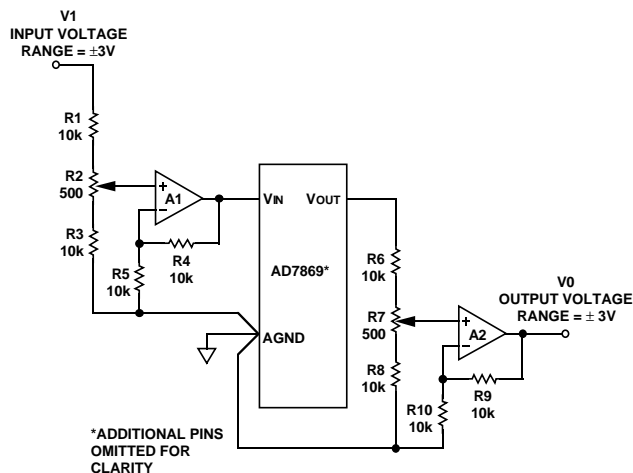 V1
INPUT VOLTAGE
RANGE = ±3V
R1
10k
R2
500
R3
10k
A1
+
–
R4
10k
R5
10k
VIN
VOUT
AD7869*
AGND
R6
10k
R7
500
R8
10k
A2
+
–
R9
10k
R10
10k
V0
OUTPUT VOLTAGE
RANGE = ± 3V
*ADDITIONAL PINS
OMITTED FOR
CLARITY